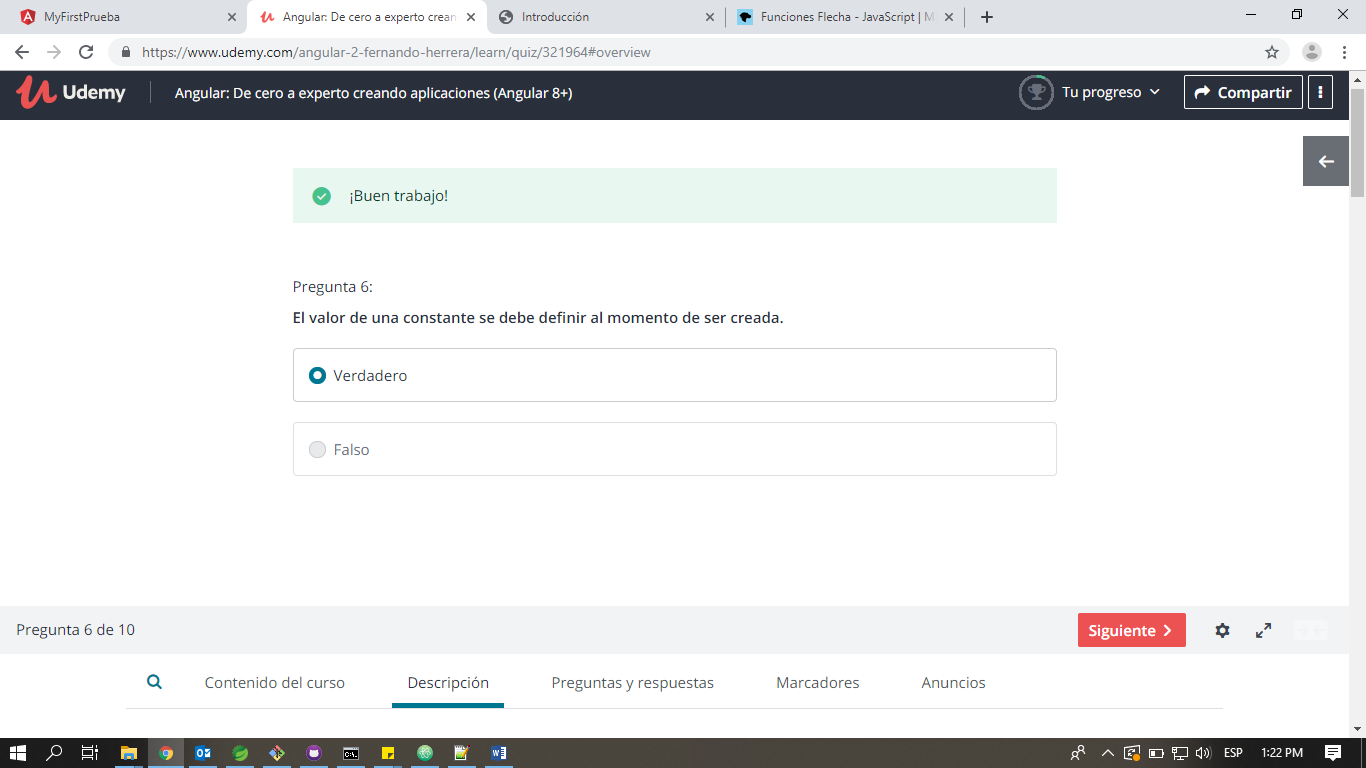 MyFirstPrueba
Angular: De cero a experto crean
Introducción
Funciones Flecha - JavaScript | M
https://www.udemy.com/angular-2-fernando-herrera/learn/quiz/321964#overview
Udemy
Angular: De cero a experto creando aplicaciones (Angular 8+)
Tu progreso
Compartir
¡Buen trabajo!
Pregunta 6:
El valor de una constante se debe definir al momento de ser creada.
Verdadero
Falso
Pregunta 6 de 10
Siguiente
Contenido del curso
Descripción
Preguntas y respuestas
Marcadores
Anuncios
ESP
1:22 PM